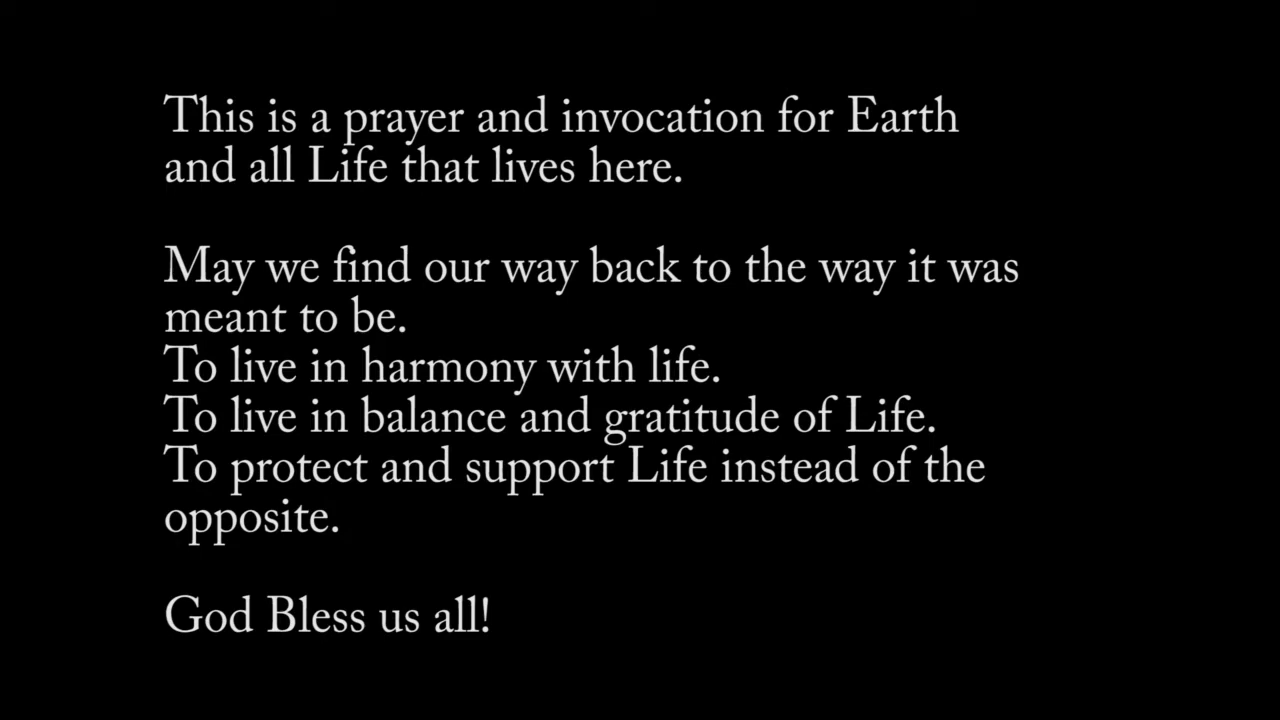 This is a prayer and invocation for Earth
and all Life that lives here.
May we find our way back to the way it was
meant to be.
To live in harmony with life.
To live in balance and gratitude of Life.
To protect and support Life instead of the
opposite.
God Bless us all!